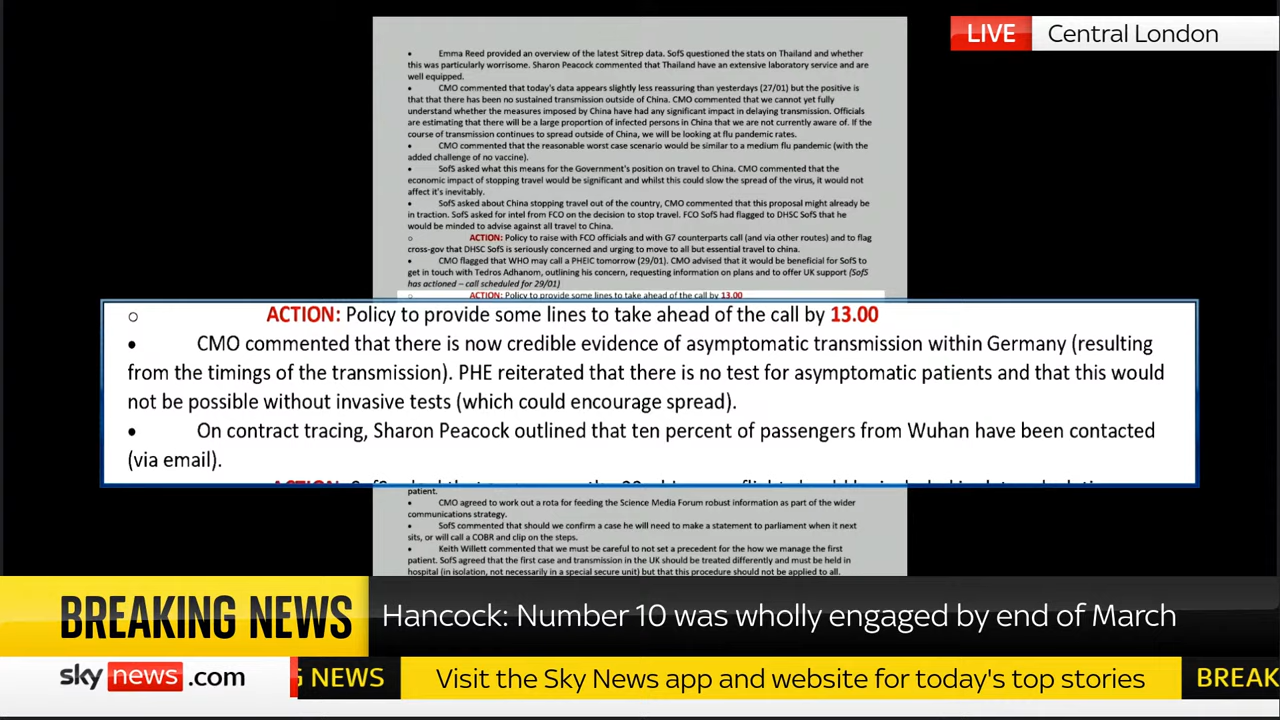 LIVE Central London
• Emma Reed provided an overview of the latest Sitrep data. SofS questioned the stats on Thailand and whether
this was particularly worrisome. Sharon Peacock commented that Thailand have an extensive laboratory service and are
well equipped.
• CMO commented that today's data appears slightly less reassuring than yesterdays (27/01) but the positive is
that that there has been no sustained transmission outside of China. CMO commented that we cannot yet fully
understand whether the measures imposed by China have had any significant impact in delaying transmission. Officials
are estimating that there will be a large proportion of infected persons in China that we are not currently aware of. If the
course of transmission continues to spread outside of China, we will be looking at flu pandemic rates.
• CMO commented that the reasonable worst case scenario would be similar to a medium flu pandemic (with the
added challenge of no vaccine).
• SofS asked what this means for the Government's position on travel to China. CMO commented that the
economic impact of stopping travel would be significant and whilst this could slow the spread of the virus, it would not
affect it's inevitably.
• SofS asked about China stopping travel out of the country, CMO commented that this proposal might already be
in traction. SofS asked for intel from FCO on the decision to stop travel. FCO SofS had flagged to DHSC SofS that he
would be minded to advise against all travel to China.
o ACTION: Policy to raise with FCO officials and with G7 counterparts call (and via other routes) and to flag
cross-gov that DHSC SofS is seriously concerned and urging to move to all but essential travel to china.
• CMO flagged that WHO may call a PHEIC tomorrow (29/01). CMO advised that it would be beneficial for SofS to
get in touch with Tedros Adhanom, outlining his concern, requesting information on plans and to offer UK support (SofS
has actioned – call scheduled for 29/01)
o ACTION: Policy to provide some lines to take ahead of the call by 13.00
o ACTION: Policy to provide some lines to take ahead of the call by 13.00
• CMO commented that there is now credible evidence of asymptomatic transmission within Germany (resulting
from the timings of the transmission). PHE reiterated that there is no test for asymptomatic patients and that this would
not be possible without invasive tests (which could encourage spread).
• On contract tracing, Sharon Peacock outlined that ten percent of passengers from Wuhan have been contacted
(via email).
patient.
• CMO agreed to work out a rota for feeding the Science Media Forum robust information as part of the wider
communications strategy.
• SofS commented that should we confirm a case he will need to make a statement to parliament when it next
sits, or will call a COBR and clip on the steps.
• Keith Willett commented that we must be careful to not set a precedent for the how we manage the first
patient. SofS agreed that the first case and transmission in the UK should be treated differently and must be held in
hospital (in isolation, not necessarily in a special secure unit) but that this procedure should not be applied to all.
BREAKING NEWS Hancock: Number 10 was wholly engaged by end of March
sky news .com G NEWS Visit the Sky News app and website for today's top stories BREAK